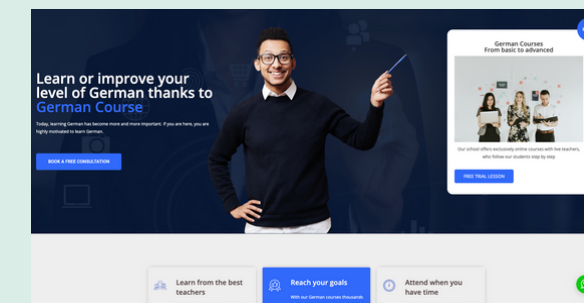 Learn or improve your
level of German thanks to
German Course
Today, learning German has become more and more important. If you are here, you are
highly motivated to learn German.
BOOK A FREE CONSULTATION
German Courses
From basic to advanced
Our school offers exclusively online courses with live teachers,
who follow our students step by step
FREE TRIAL LESSON
Learn from the best
teachers
Reach your goals
With our German courses thousands
Attend when you
have time